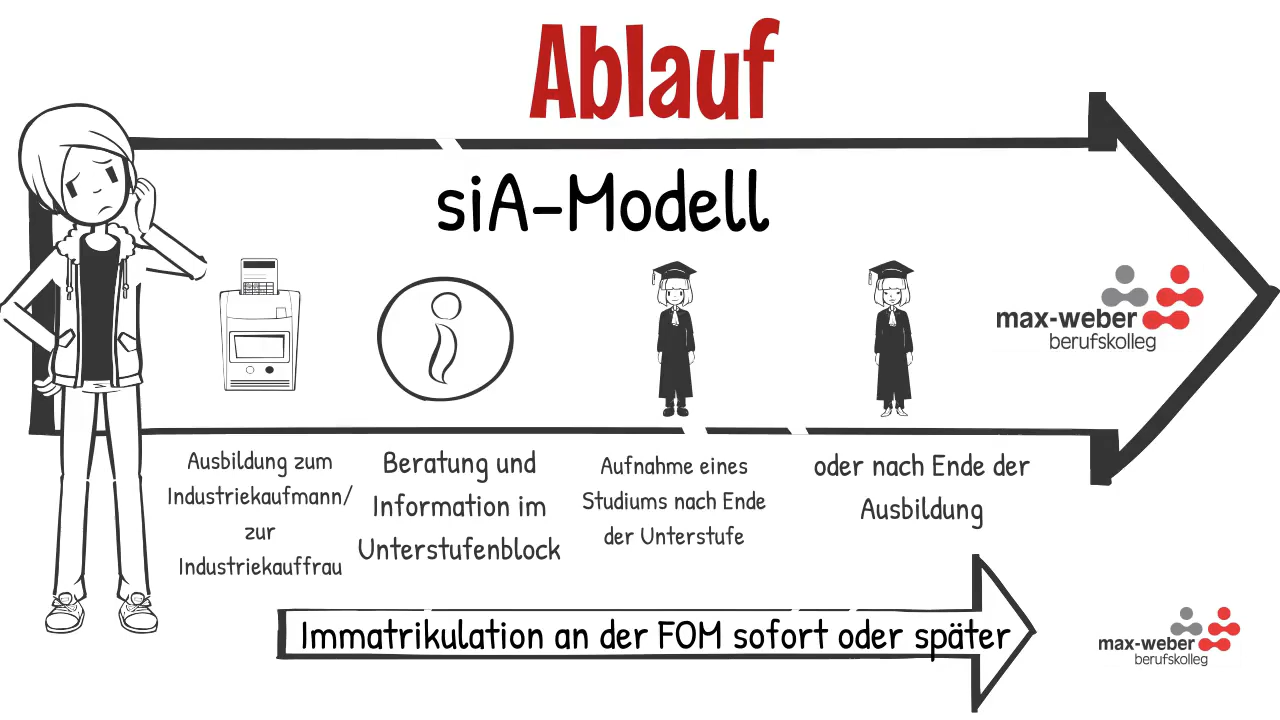 Ablauf
siA-Modell
max-weber
berufskolleg
Ausbildung zum
Industriekaufmann/
zur
Industriekauffrau
Beratung und
Information im
Unterstufenblock
Aufnahme eines
Studiums nach Ende
der Unterstufe
oder nach Ende der
Ausbildung
Immatrikulation an der FOM sofort oder später
max-weber
berufskolleg